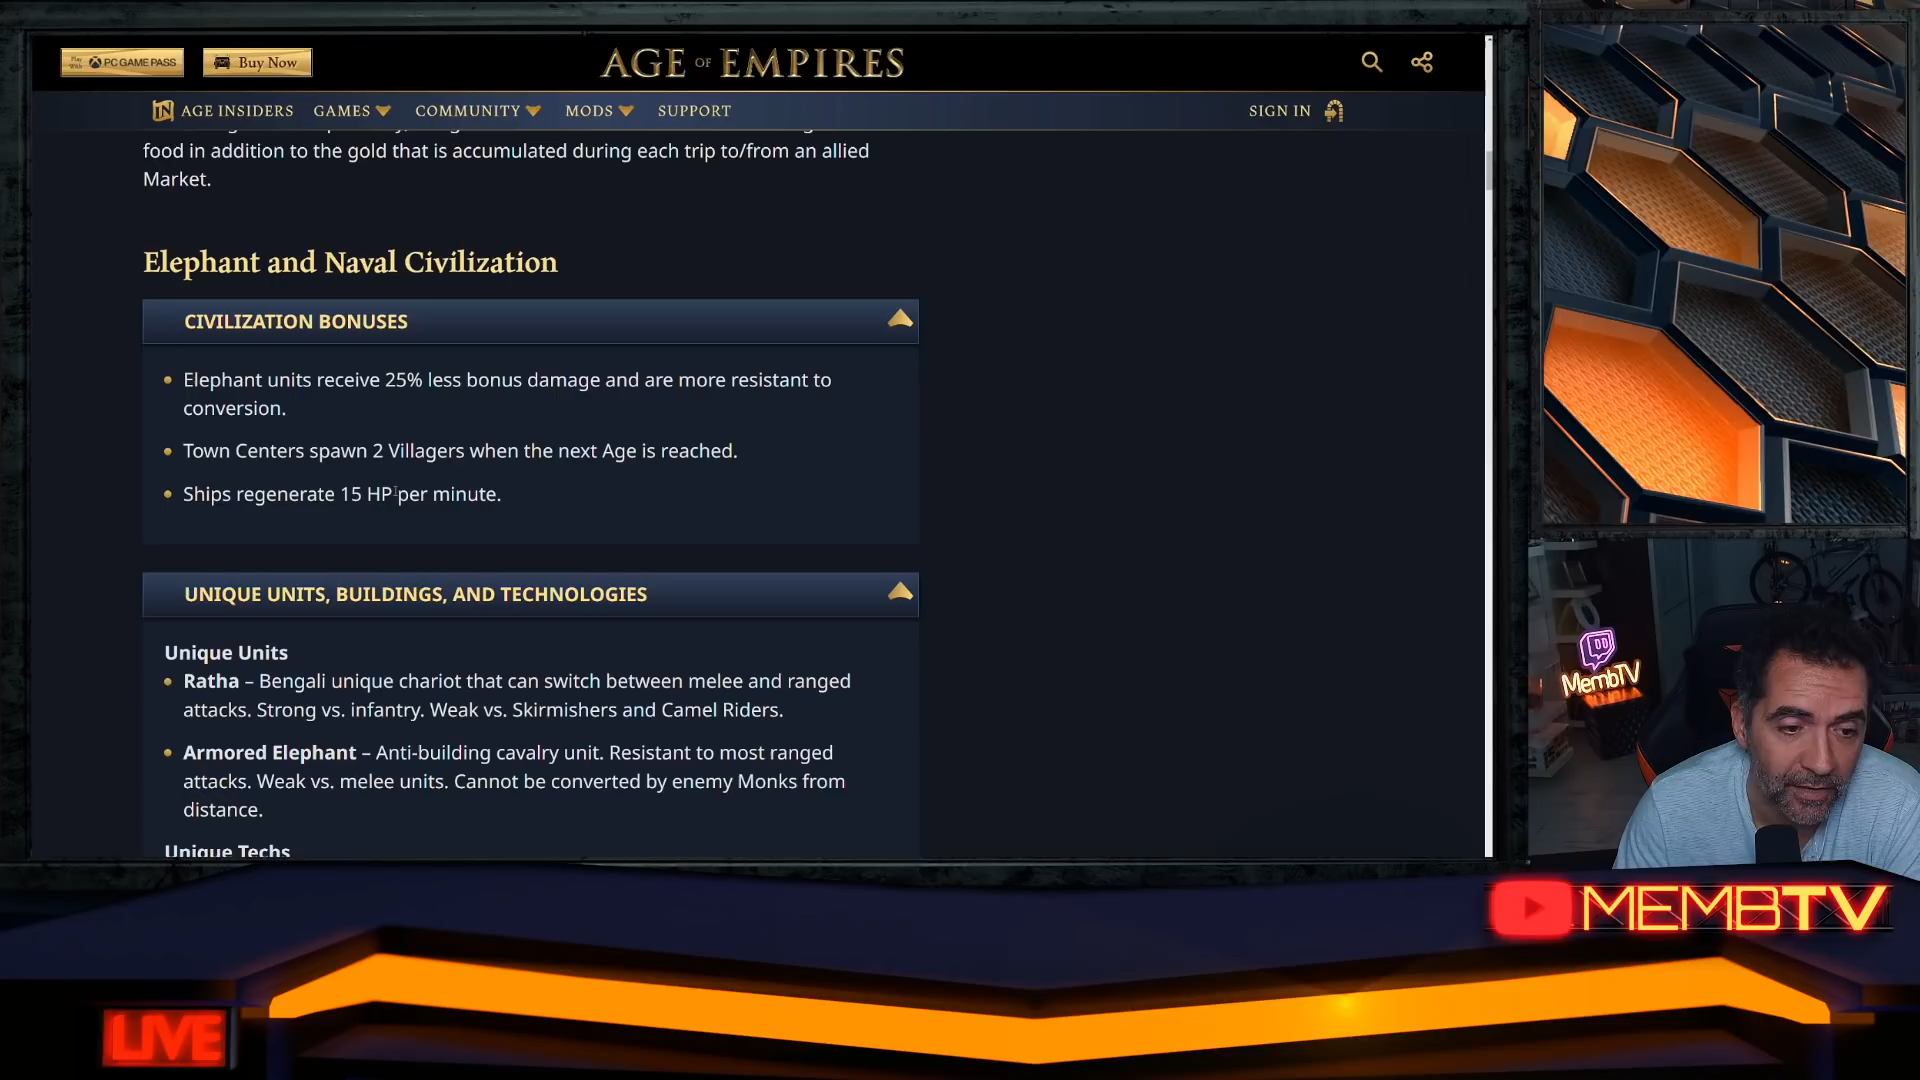 Play With PC GAME PASS
Buy Now
AGE OF EMPIRES
AGE INSIDERS GAMES COMMUNITY MODS SUPPORT SIGN IN
food in addition to the gold that is accumulated during each trip to/from an allied
Market.
Elephant and Naval Civilization
CIVILIZATION BONUSES
Elephant units receive 25% less bonus damage and are more resistant to
conversion.
Town Centers spawn 2 Villagers when the next Age is reached.
Ships regenerate 15 HP per minute.
UNIQUE UNITS, BUILDINGS, AND TECHNOLOGIES
Unique Units
Ratha – Bengali unique chariot that can switch between melee and ranged
attacks. Strong vs. infantry. Weak vs. Skirmishers and Camel Riders.
Armored Elephant – Anti-building cavalry unit. Resistant to most ranged
attacks. Weak vs. melee units. Cannot be converted by enemy Monks from
distance.
Unique Techs
MembTV
MEMBTV
LIVE